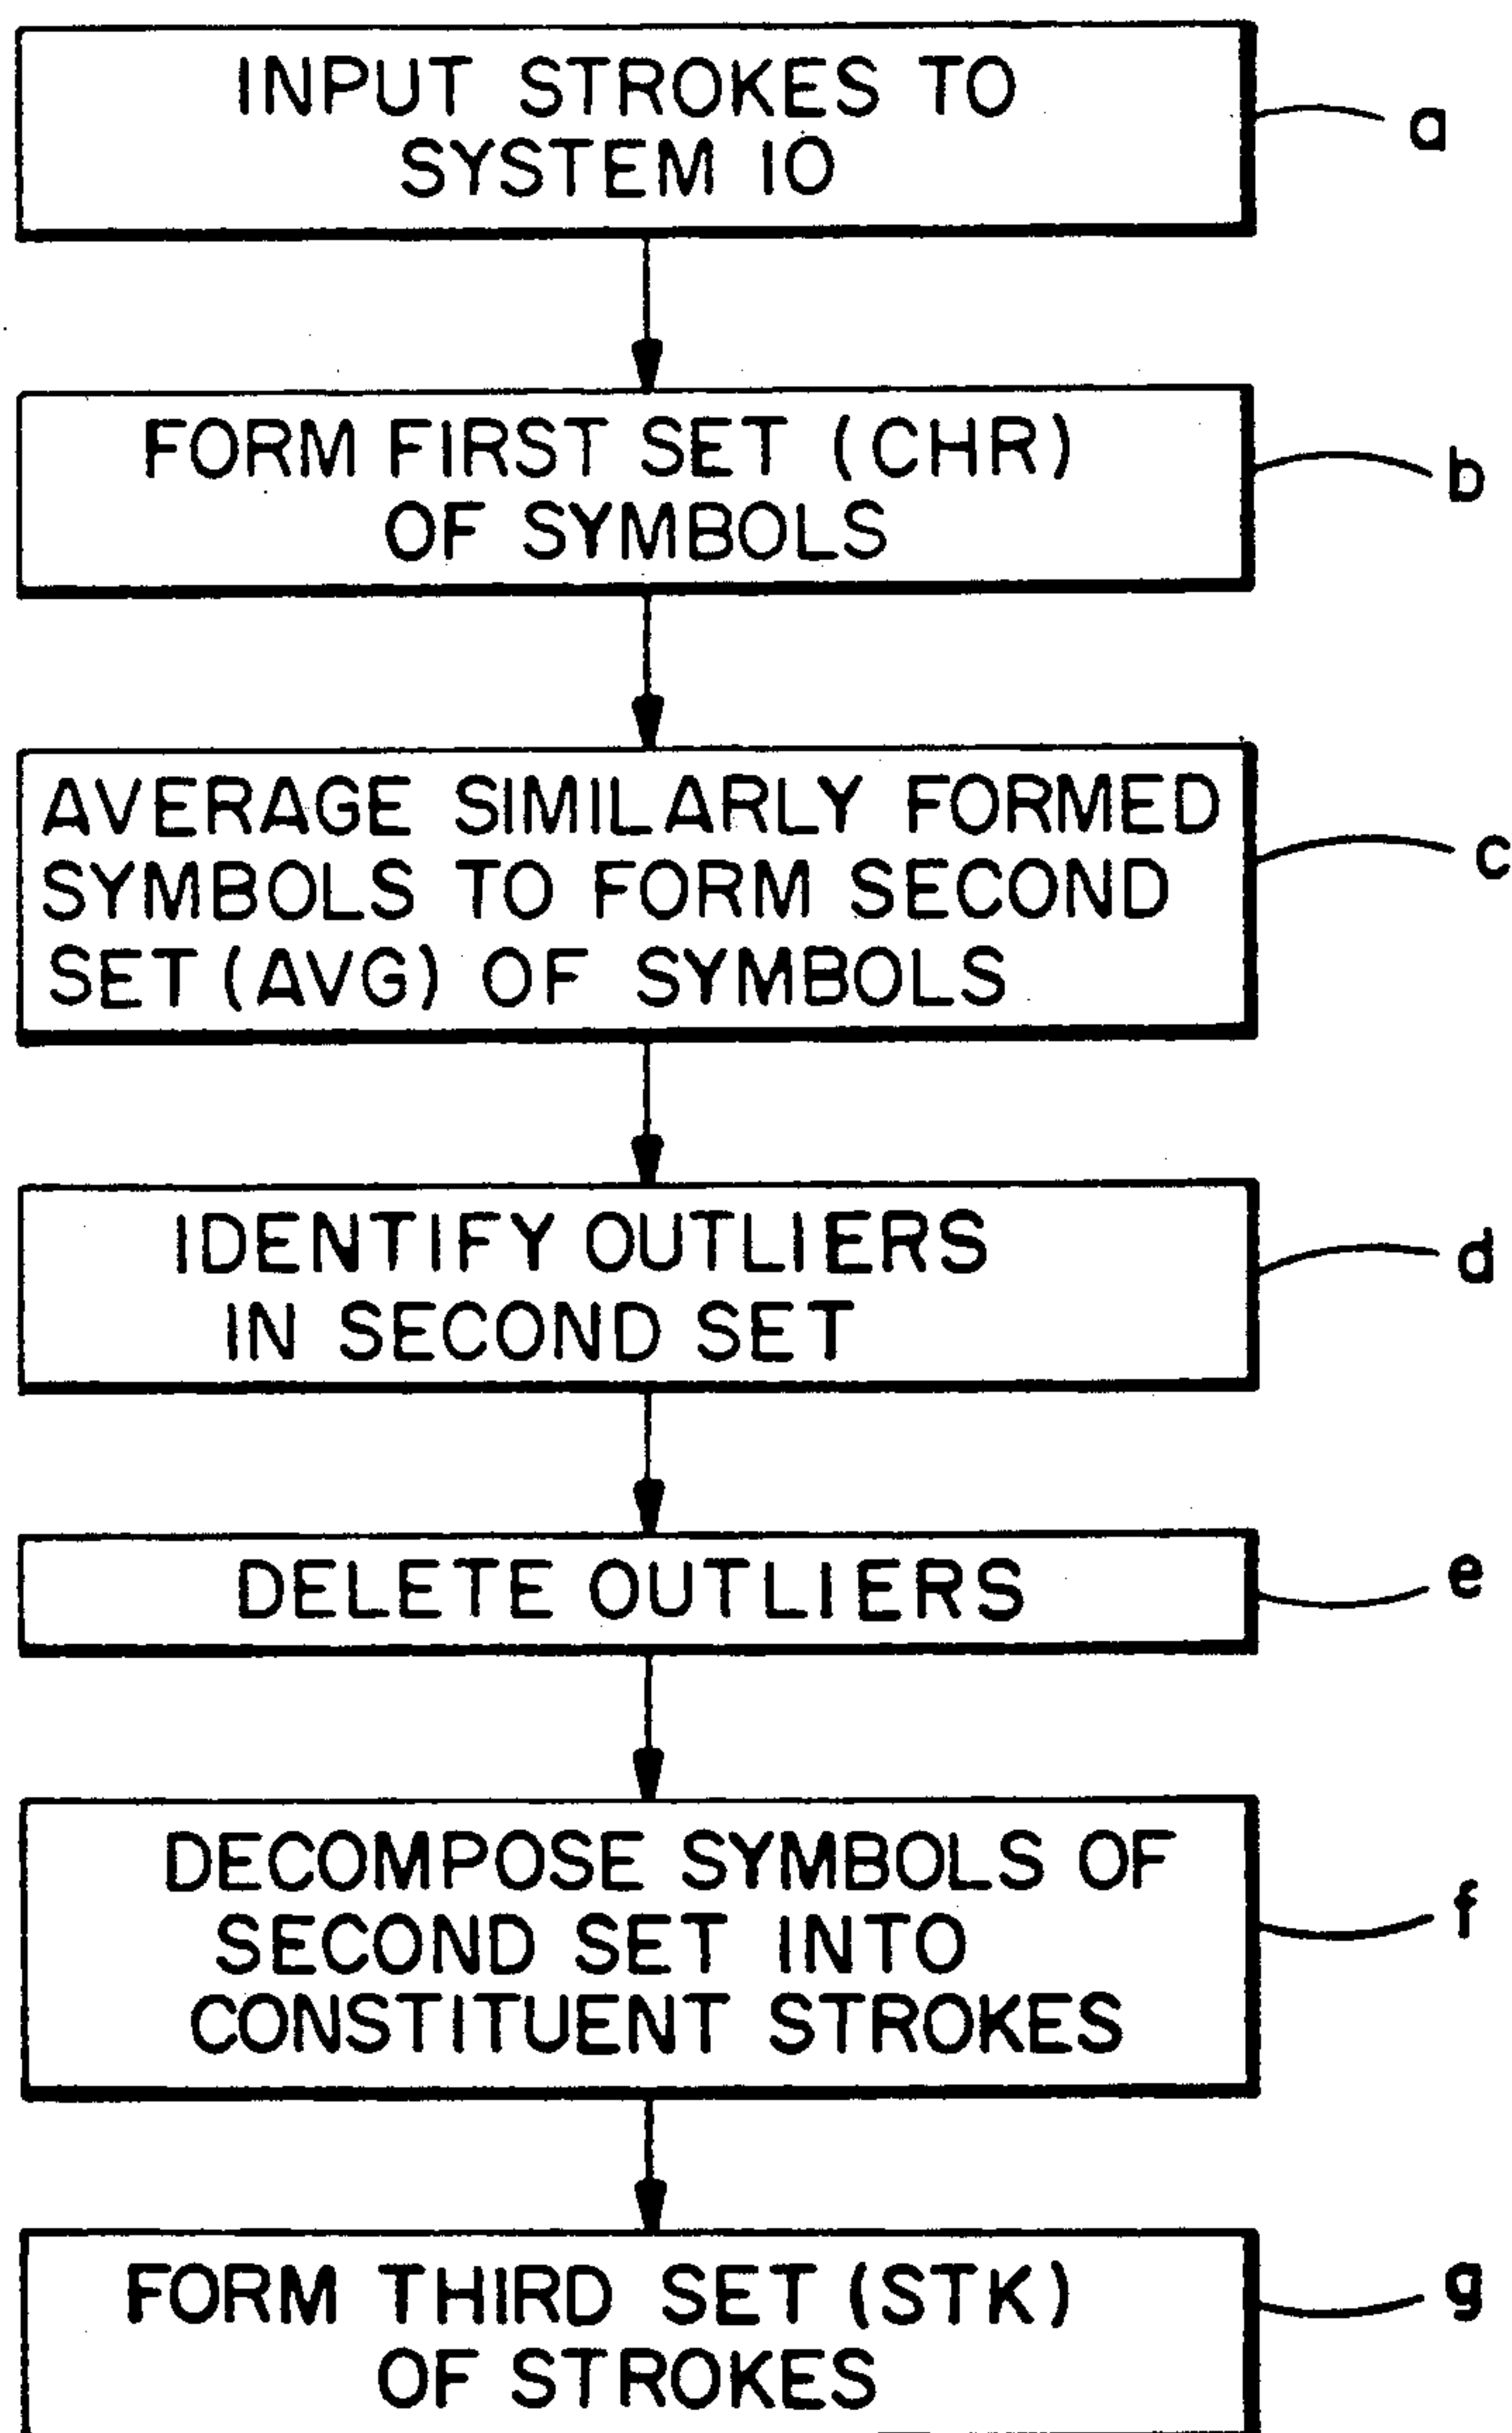 INPUT STROKES TO
SYSTEM 10
a
FORM FIRST SET (CHR)
OF SYMBOLS
b
AVERAGE SIMILARLY FORMED
SYMBOLS TO FORM SECOND
SET (AVG) OF SYMBOLS
c
IDENTIFY OUTLIERS
IN SECOND SET
d
DELETE OUTLIERS
e
DECOMPOSE SYMBOLS OF
SECOND SET INTO
CONSTITUENT STROKES
f
FORM THIRD SET (STK)
OF STROKES
g